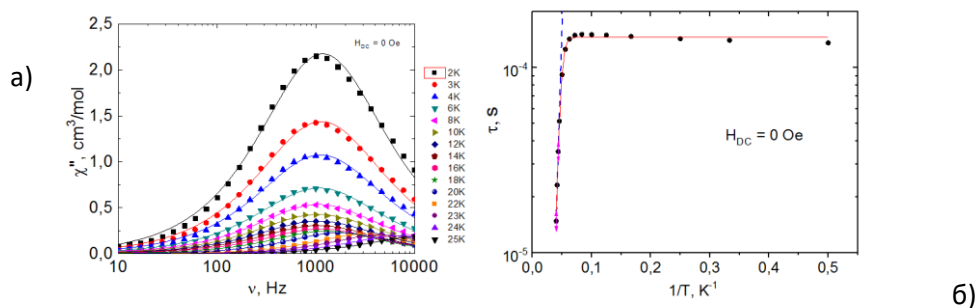 а)
χ'', cm³/mol
2,5
2,0
1,5
1,0
0,5
0,0
10
100
1000
10000
ν, Hz
H_DC = 0 Oe
2K
3K
4K
6K
8K
10K
12K
14K
16K
18K
20K
22K
23K
24K
25K
τ, s
10⁻⁴
10⁻⁵
H_DC = 0 Oe
0,0
0,1
0,2
0,3
0,4
0,5
1/T, K⁻¹
б)